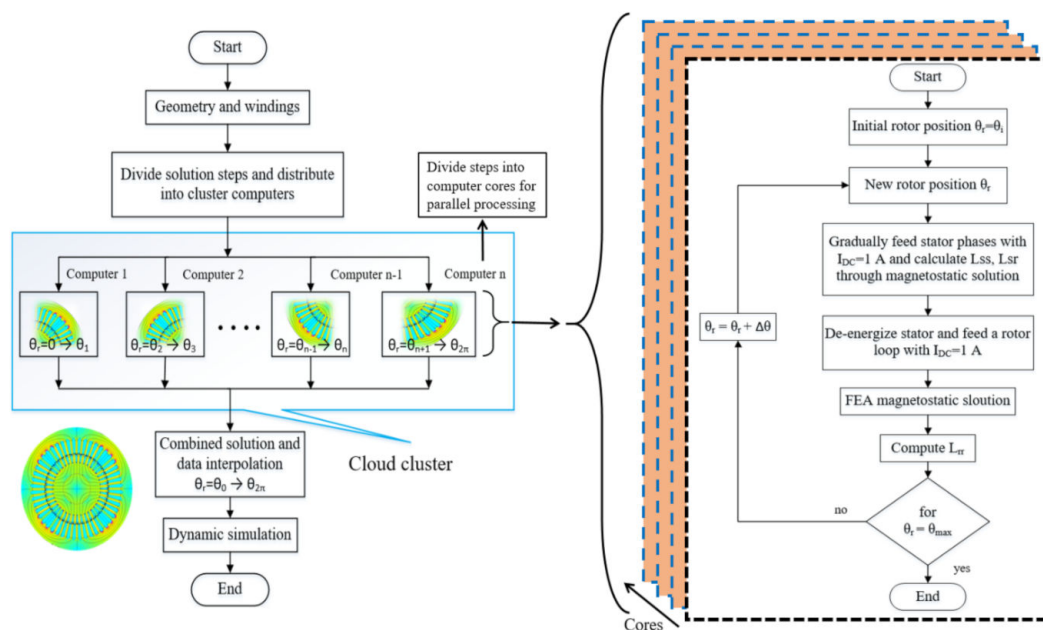 Start
Geometry and windings
Divide solution steps and distribute
into cluster computers
Divide steps into
computer cores for
parallel processing
Computer 1
Computer 2
Computer n-1
Computer n
θr=0 → θ1
θr=θ2 → θ3
θr=θn-1 → θn
θr=θn+1 → θ2π
Combined solution and
data interpolation
θr=θ0 → θ2π
Cloud cluster
Dynamic simulation
End
Start
Initial rotor position θr=θi
New rotor position θr
Gradually feed stator phases with
IDC=1 A and calculate Lss, Lsr
through magnetostatic solution
θr = θr + Δθ
De-energize stator and feed a rotor
loop with IDC=1 A
FEA magnetostatic sloution
Compute Lrr
no
for
θr = θmax
yes
End
Cores